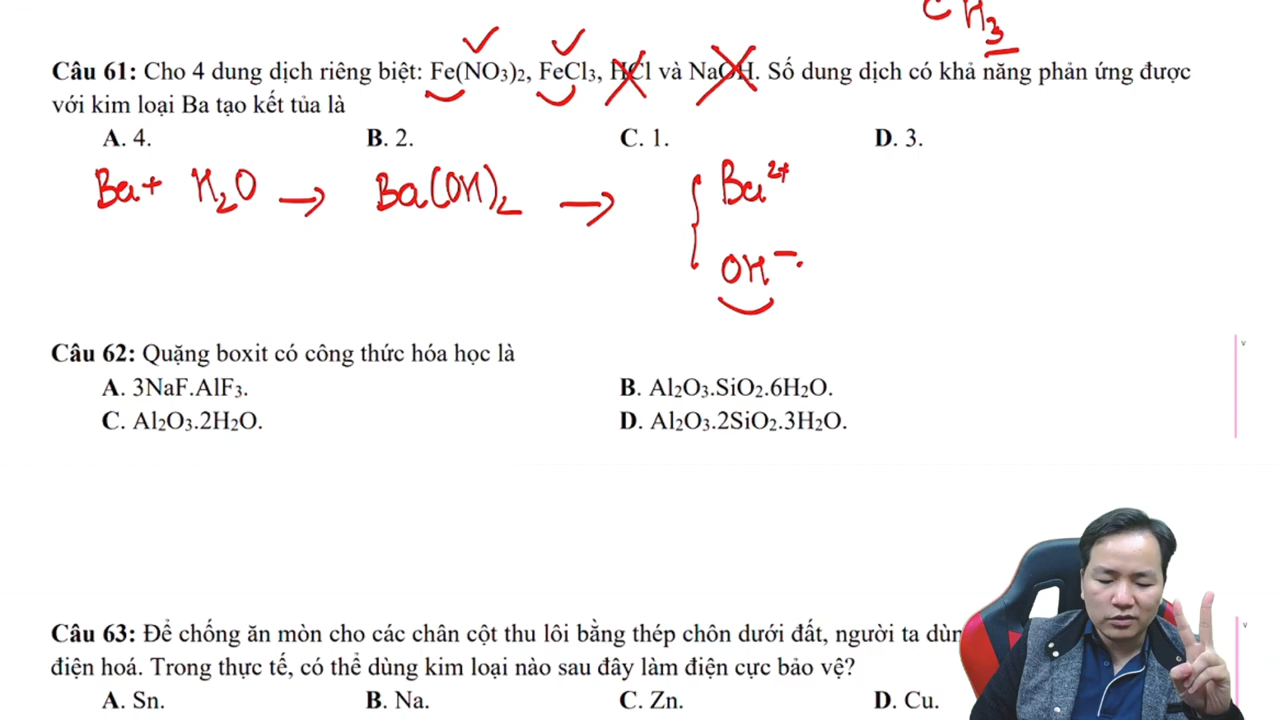 CH₃
Câu 61: Cho 4 dung dịch riêng biệt: Fe(NO₃)₂, FeCl₃, HCl và NaOH. Số dung dịch có khả năng phản ứng được
với kim loại Ba tạo kết tủa là
A. 4. B. 2. C. 1. D. 3.
Ba + H₂O → Ba(OH)₂ → { Ba²⁺
OH⁻
Câu 62: Quặng boxit có công thức hóa học là
A. 3NaF.AlF₃. B. Al₂O₃.SiO₂.6H₂O.
C. Al₂O₃.2H₂O. D. Al₂O₃.2SiO₂.3H₂O.
Câu 63: Để chống ăn mòn cho các chân cột thu lôi bằng thép chôn dưới đất, người ta dùn
điện hoá. Trong thực tế, có thể dùng kim loại nào sau đây làm điện cực bảo vệ?
A. Sn. B. Na. C. Zn. D. Cu.